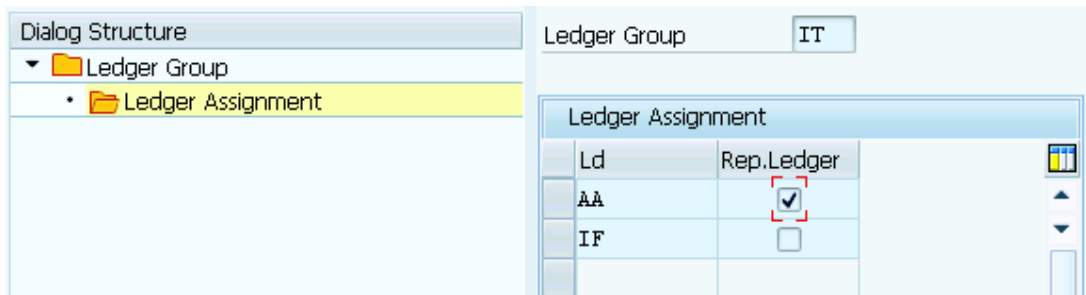 Dialog Structure
Ledger Group
Ledger Assignment
Ledger Group IT
Ledger Assignment
Ld Rep.Ledger
AA
IF